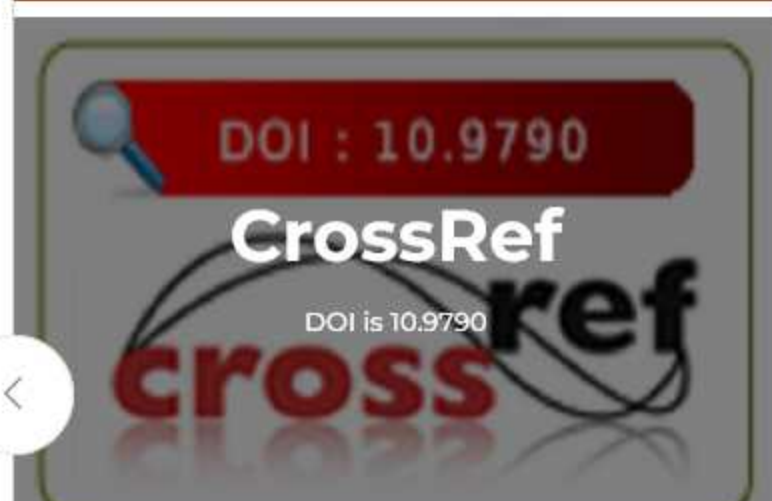 DOI : 10.9790
CrossRef
DOI is 10.9790
cross
ref